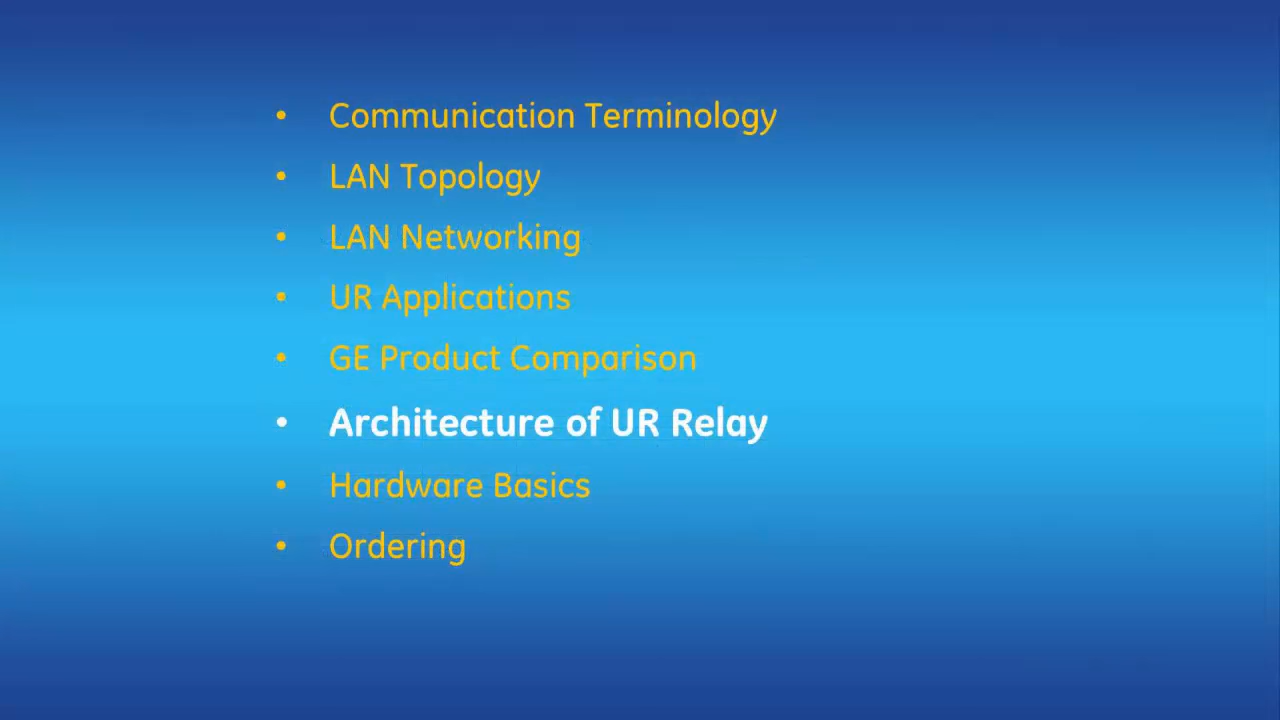 • Communication Terminology
• LAN Topology
• LAN Networking
• UR Applications
• GE Product Comparison
• Architecture of UR Relay
• Hardware Basics
• Ordering